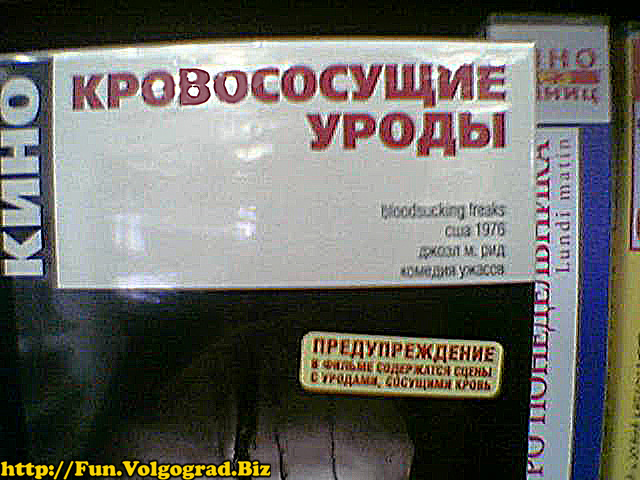 КИНО
КРОВОСОСУЩИЕ
УРОДЫ
bloodsucking freaks
сша 1976
джоэл м. рид
комедия ужасов
ПРЕДУПРЕЖДЕНИЕ
В ФИЛЬМЕ СОДЕРЖАТСЯ СЦЕНЫ
С УРОДАМИ, СОСУЩИМИ КРОВЬ
Lundi matin
ПОНЕДЕЛЬНИКА
http://Fun.Volgograd.Biz